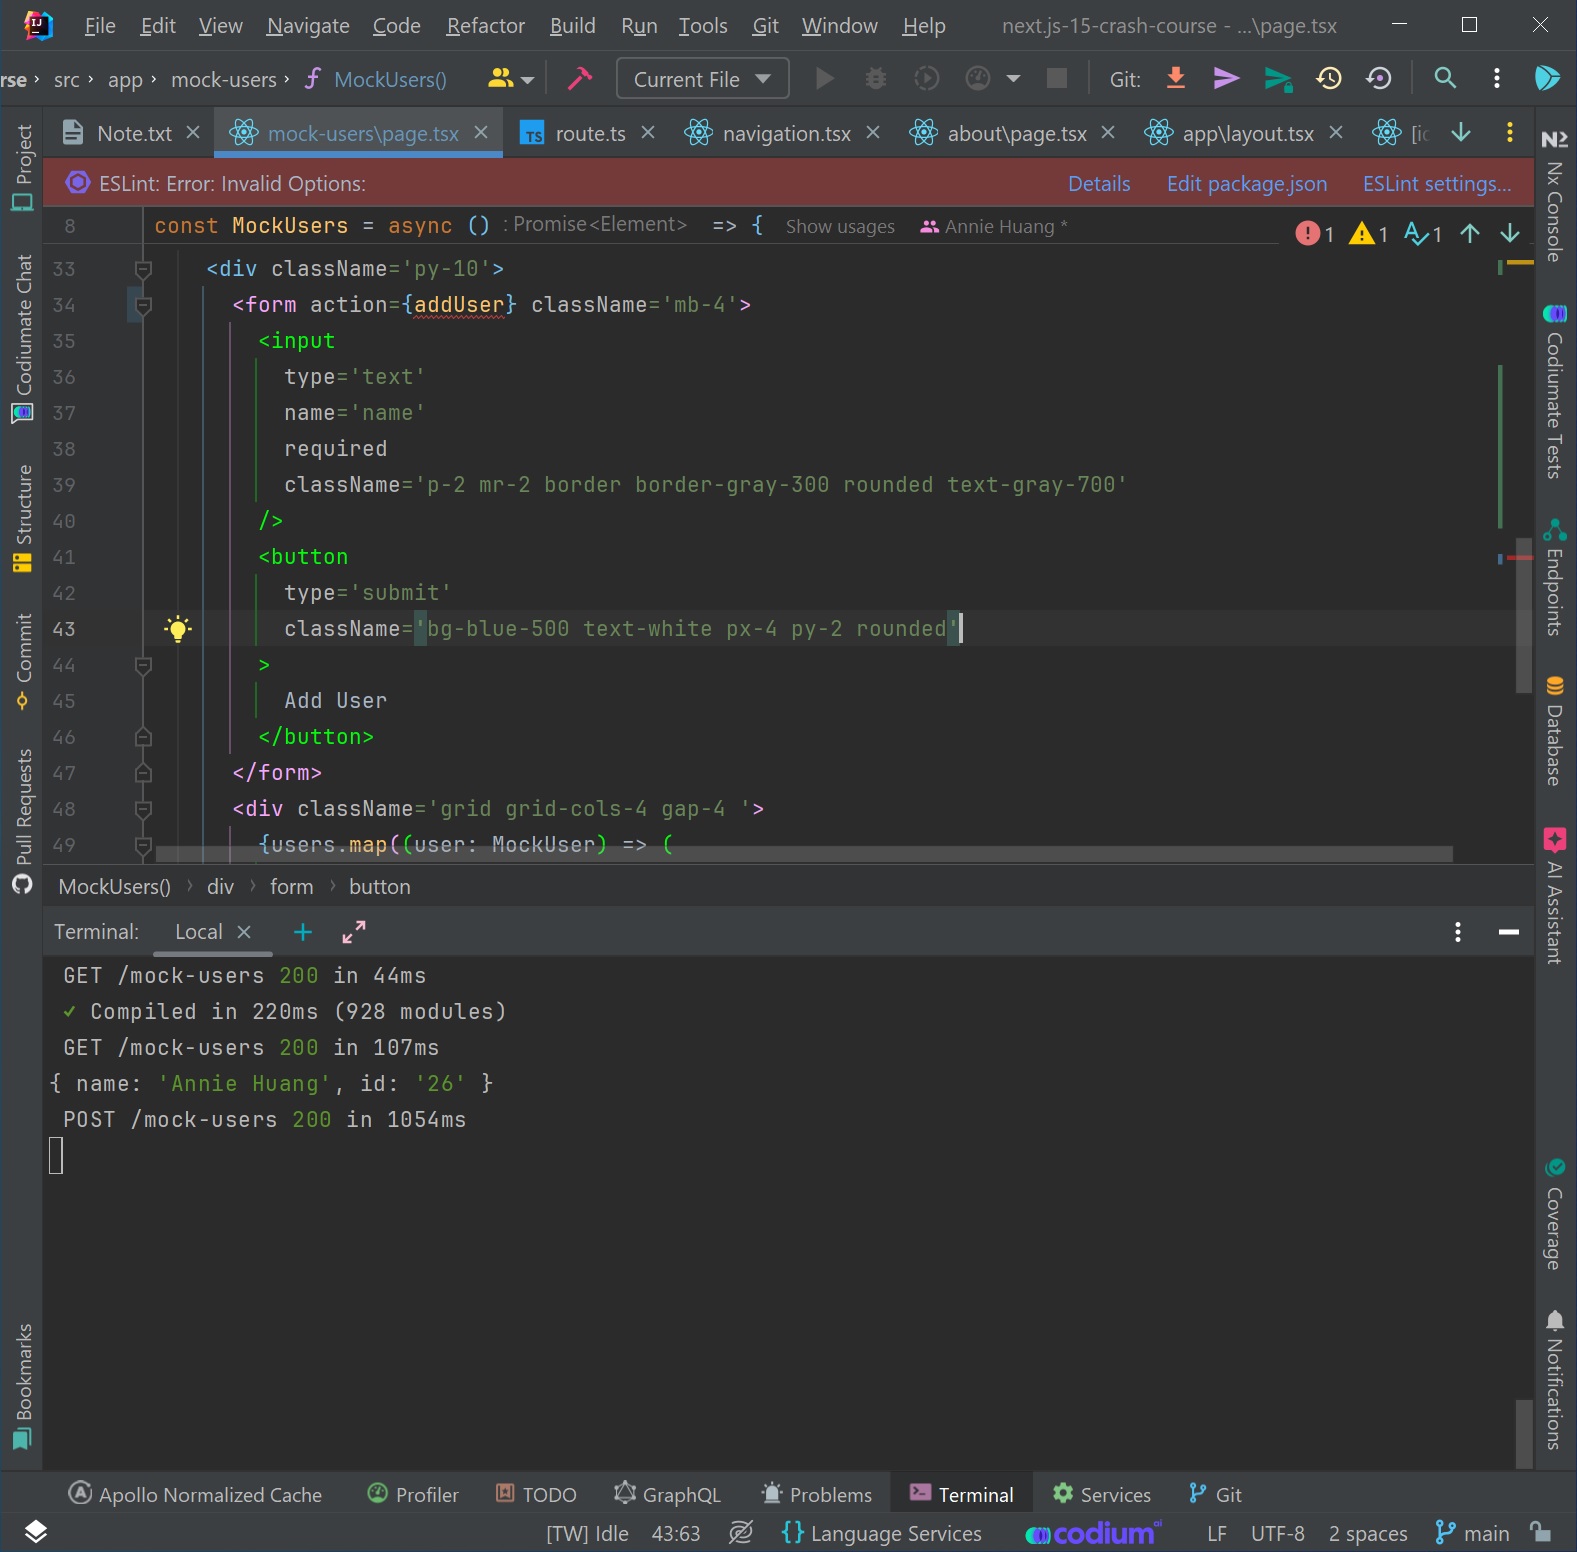 File Edit View Navigate Code Refactor Build Run Tools Git Window Help next.js-15-crash-course - ...\page.tsx
rse › src › app › mock-users › MockUsers() Current File Git:
Note.txt mock-users\page.tsx route.ts navigation.tsx about\page.tsx app\layout.tsx
ESLint: Error: Invalid Options: Details Edit package.json ESLint settings...
8 const MockUsers = async () : Promise<Element> => { Show usages Annie Huang * 1 1 1
33 <div className='py-10'>
34 <form action={addUser} className='mb-4'>
35 <input
36 type='text'
37 name='name'
38 required
39 className='p-2 mr-2 border border-gray-300 rounded text-gray-700'
40 />
41 <button
42 type='submit'
43 className='bg-blue-500 text-white px-4 py-2 rounded'
44 >
45 Add User
46 </button>
47 </form>
48 <div className='grid grid-cols-4 gap-4 '>
49 {users.map((user: MockUser) => (
MockUsers() › div › form › button
Terminal: Local
GET /mock-users 200 in 44ms
✓ Compiled in 220ms (928 modules)
GET /mock-users 200 in 107ms
{ name: 'Annie Huang', id: '26' }
POST /mock-users 200 in 1054ms
Apollo Normalized Cache Profiler TODO GraphQL Problems Terminal Services Git
[TW] Idle 43:63 {} Language Services codium ai LF UTF-8 2 spaces main
Project
Codiumate Chat
Structure
Commit
Pull Requests
Bookmarks
Nx Console
Codiumate Tests
Endpoints
Database
AI Assistant
Coverage
Notifications